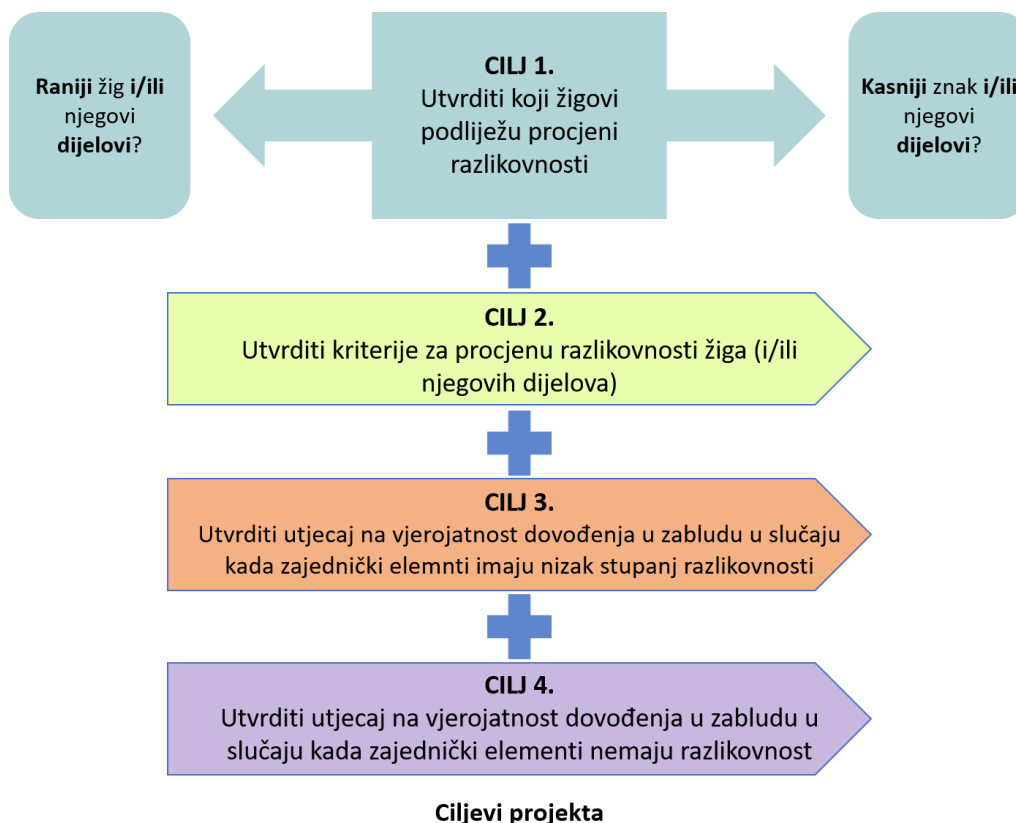 Raniji žig i/ili
njegovi
dijelovi?
CILJ 1.
Utvrditi koji žigovi
podliježu procjeni
razlikovnosti
Kasniji znak i/ili
njegovi
dijelovi?
CILJ 2.
Utvrditi kriterije za procjenu razlikovnosti žiga (i/ili
njegovih dijelova)
CILJ 3.
Utvrditi utjecaj na vjerojatnost dovođenja u zabludu u slučaju
kada zajednički elemnti imaju nizak stupanj razlikovnosti
CILJ 4.
Utvrditi utjecaj na vjerojatnost dovođenja u zabludu u
slučaju kada zajednički elementi nemaju razlikovnost
Ciljevi projekta